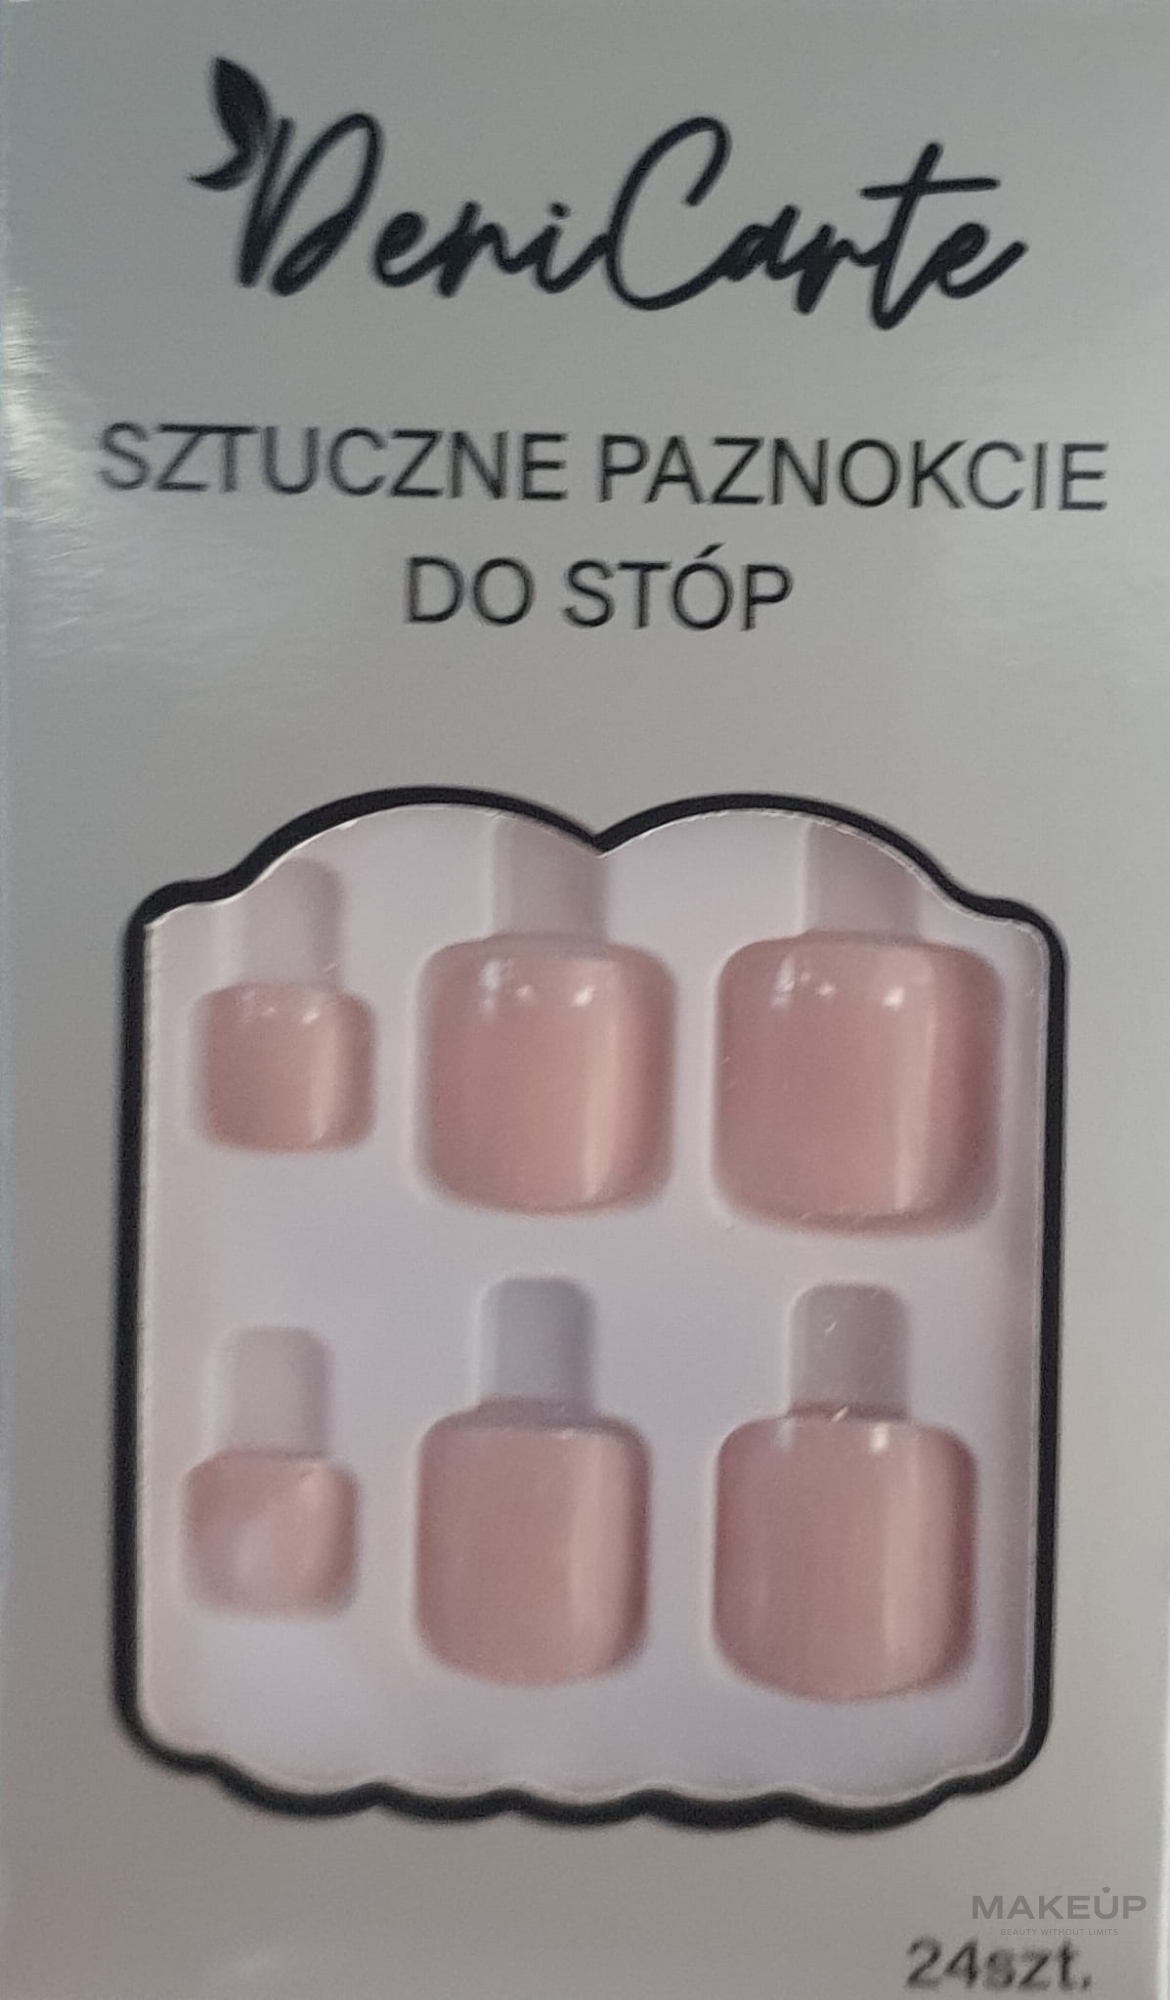 DeniCarte
SZTUCZNE PAZNOKCIE
DO STÓP
MAKEUP
BEAUTY WITHOUT LIMITS
24szt.